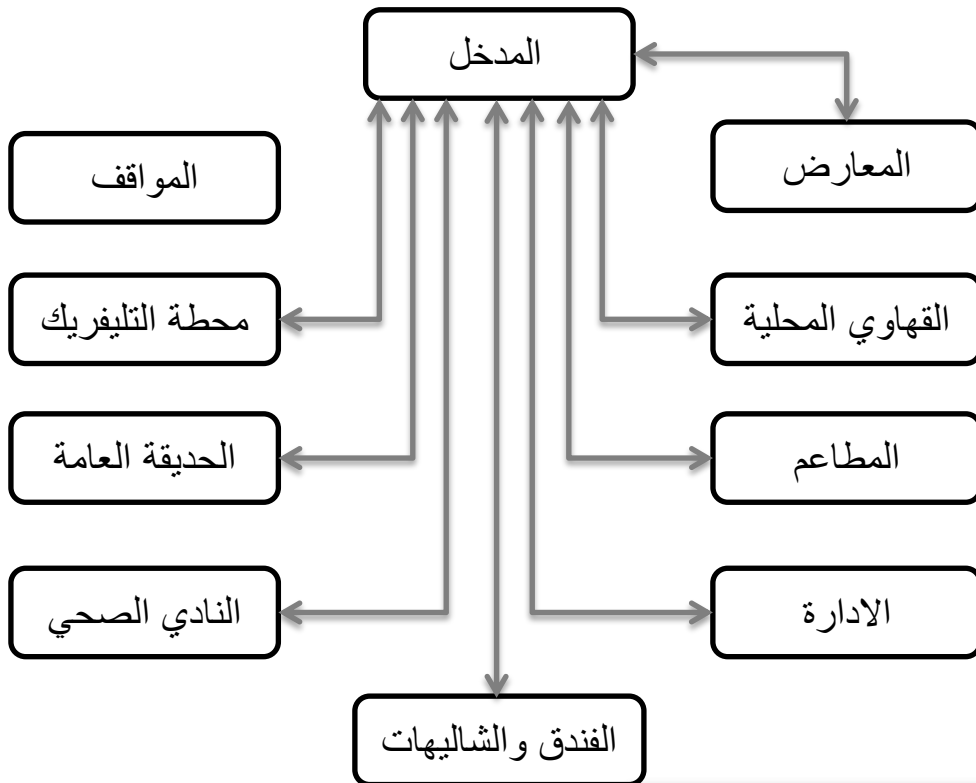 المدخل
المعارض
المواقف
القهاوي المحلية
محطة التليفريك
المطاعم
الحديقة العامة
الادارة
النادي الصحي
الفندق والشاليهات